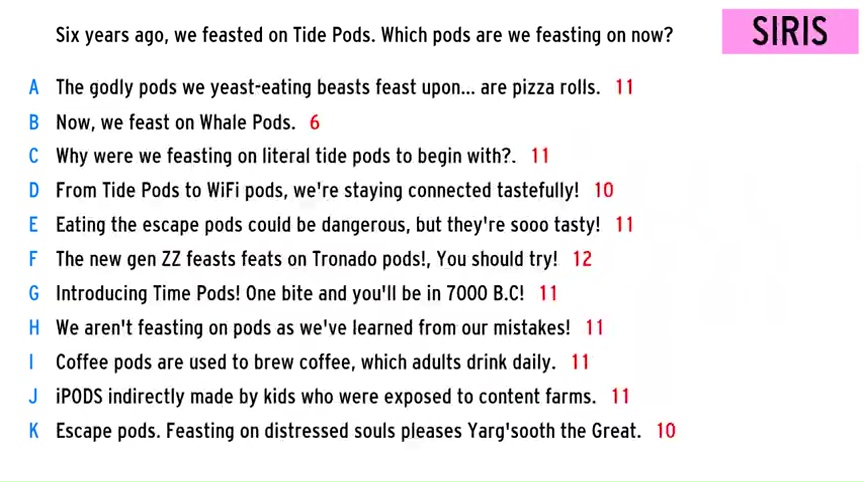 Six years ago, we feasted on Tide Pods. Which pods are we feasting on now?
SIRIS
A The godly pods we yeast-eating beasts feast upon... are pizza rolls. 11
B Now, we feast on Whale Pods. 6
C Why were we feasting on literal tide pods to begin with?. 11
D From Tide Pods to WiFi pods, we're staying connected tastefully! 10
E Eating the escape pods could be dangerous, but they're sooo tasty! 11
F The new gen ZZ feasts feats on Tronado pods!, You should try! 12
G Introducing Time Pods! One bite and you'll be in 7000 B.C! 11
H We aren't feasting on pods as we've learned from our mistakes! 11
I Coffee pods are used to brew coffee, which adults drink daily. 11
J iPODS indirectly made by kids who were exposed to content farms. 11
K Escape pods. Feasting on distressed souls pleases Yarg'sooth the Great. 10